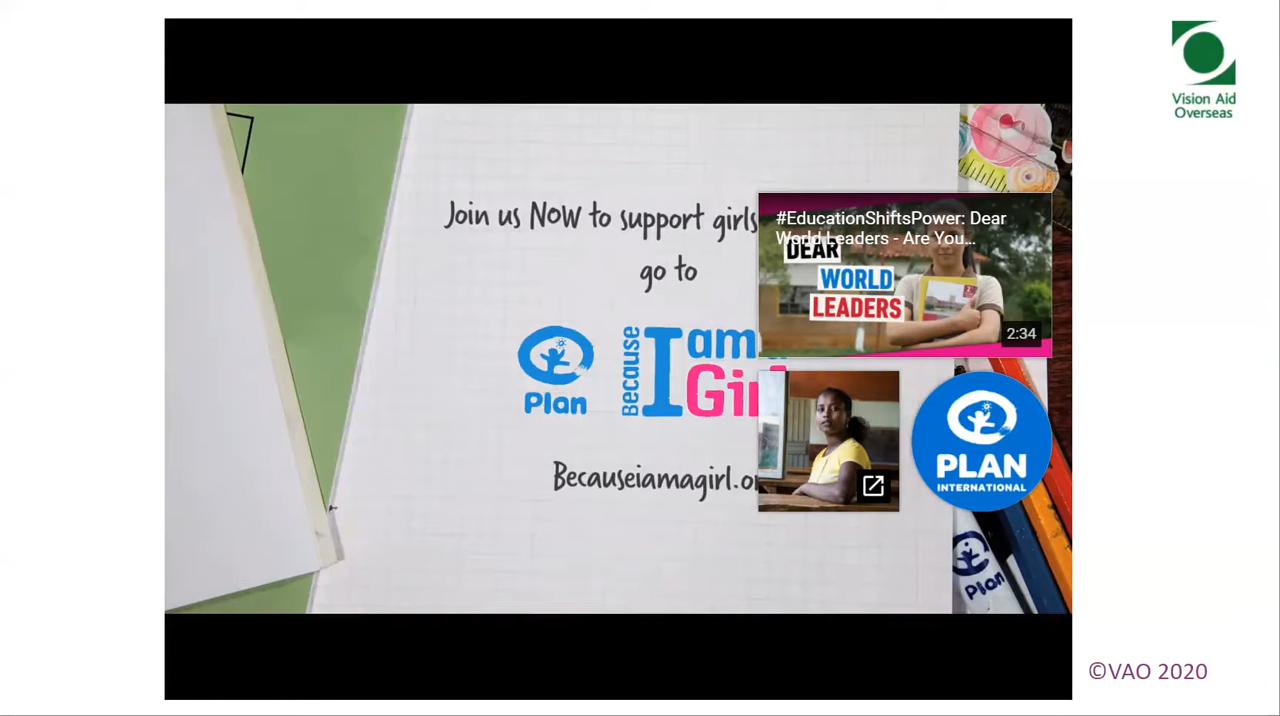 Vision Aid
Overseas
Join us NOW to support girls
go to
#EducationShiftsPower: Dear
World Leaders - Are You...
DEAR
WORLD
LEADERS
2:34
Plan
Because
I am
Girl
PLAN
INTERNATIONAL
Becauseiamagirl.or
Plan
©VAO 2020